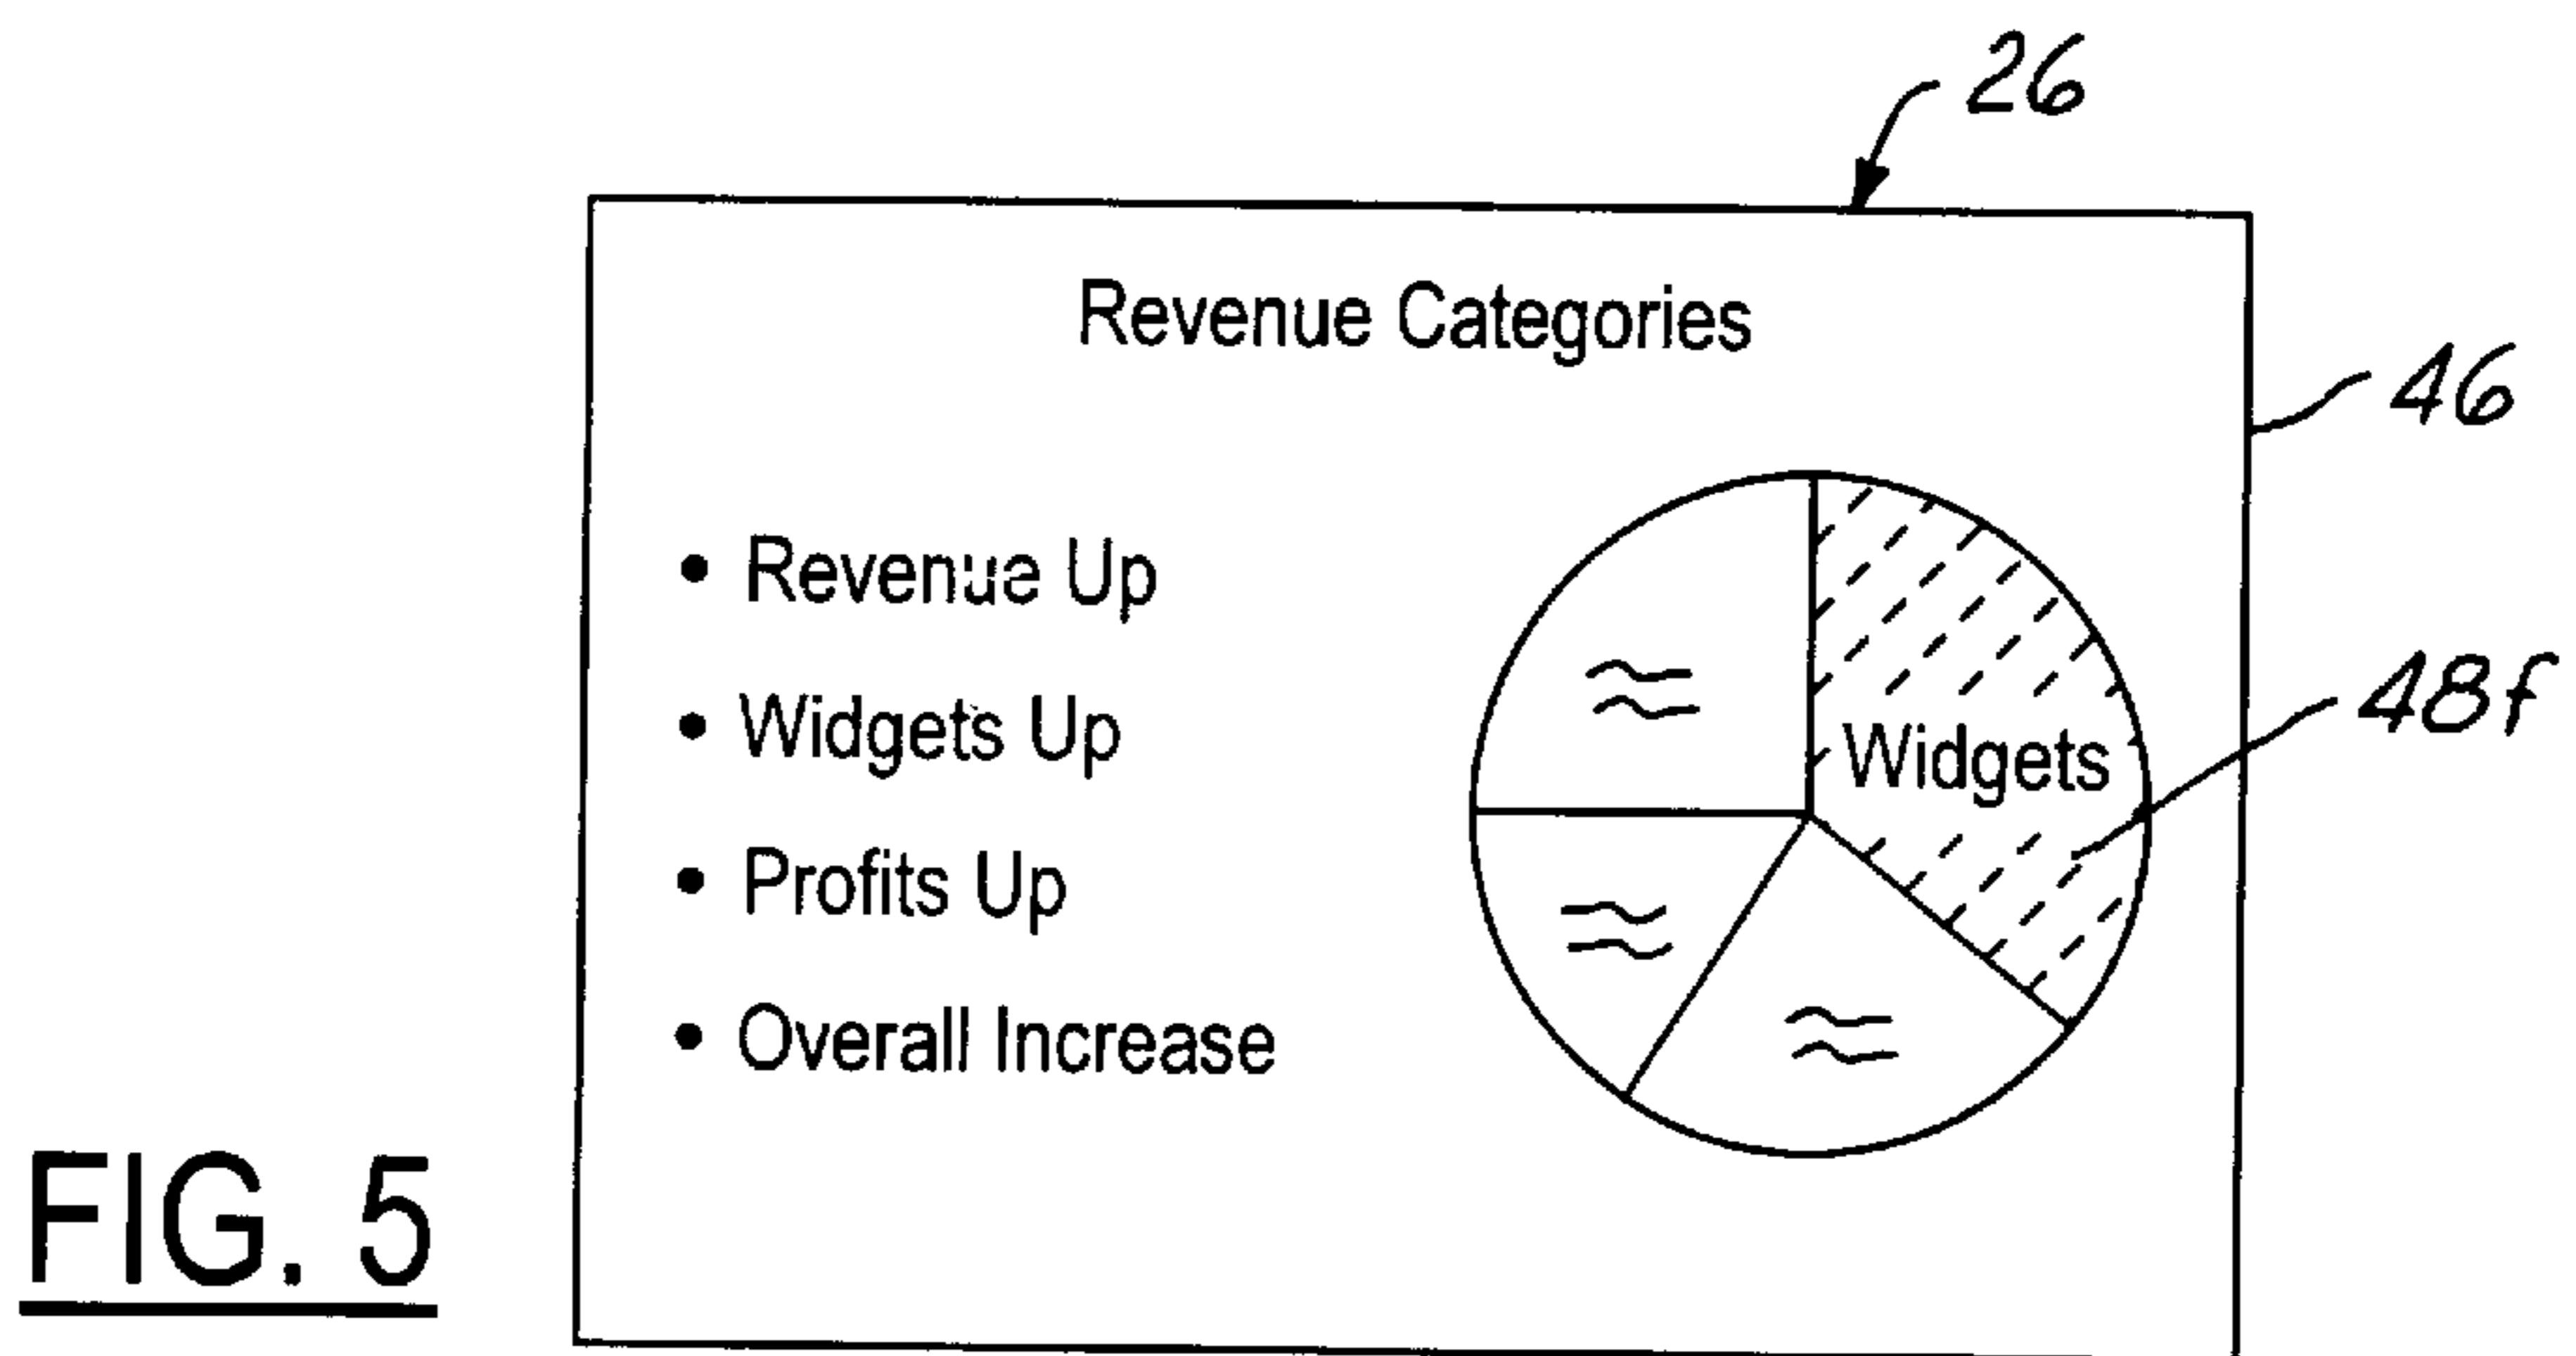 26
Revenue Categories
46
• Revenue Up
• Widgets Up
• Profits Up
• Overall Increase
Widgets
48f
FIG. 5